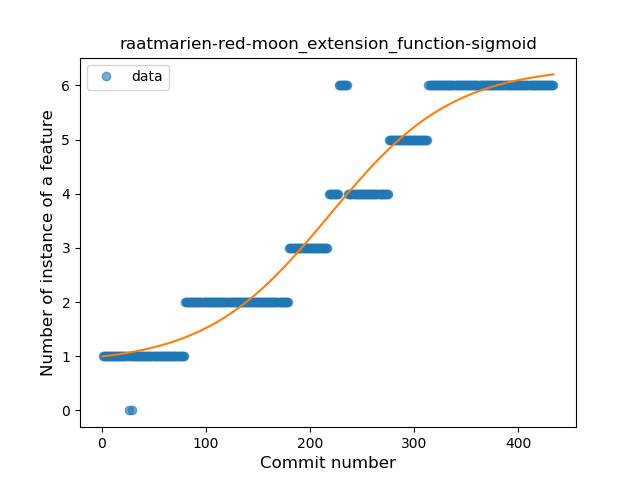 raatmarien-red-moon_extension_function-sigmoid
data
Number of instance of a feature
6
5
4
3
2
1
0
0 100 200 300 400
Commit number